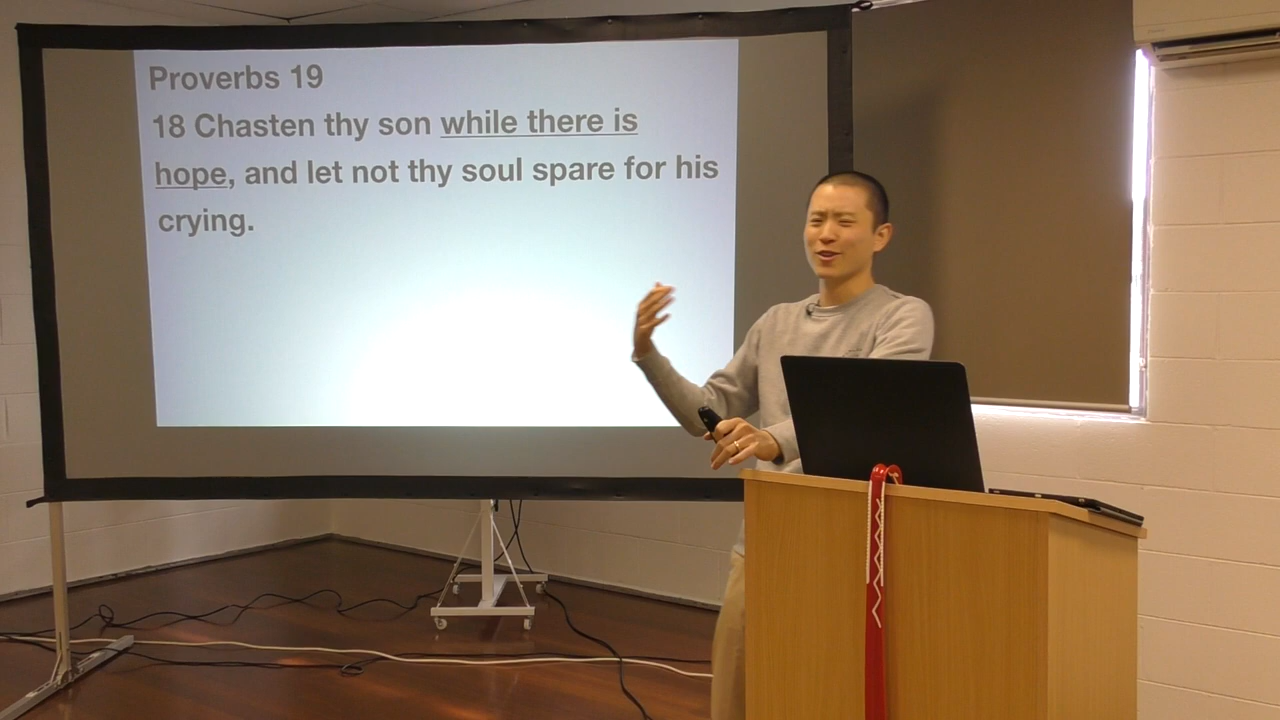 Proverbs 19
18 Chasten thy son while there is
hope, and let not thy soul spare for his
crying.